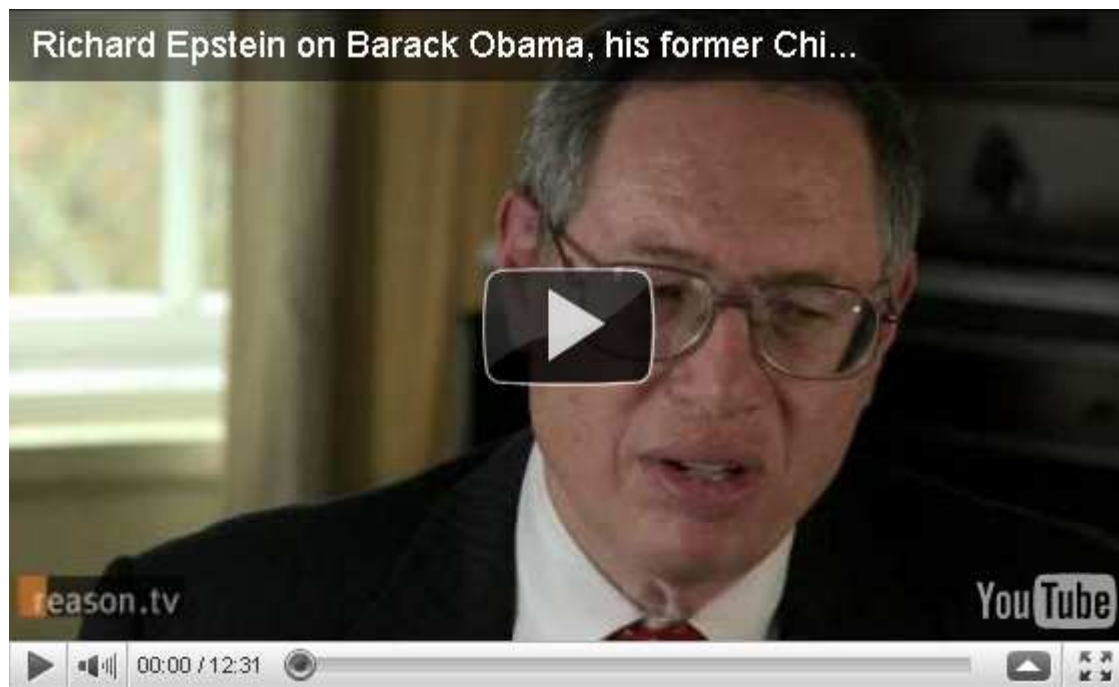 Richard Epstein on Barack Obama, his former Chi...
reason.tv
YouTube
00:00 / 12:31